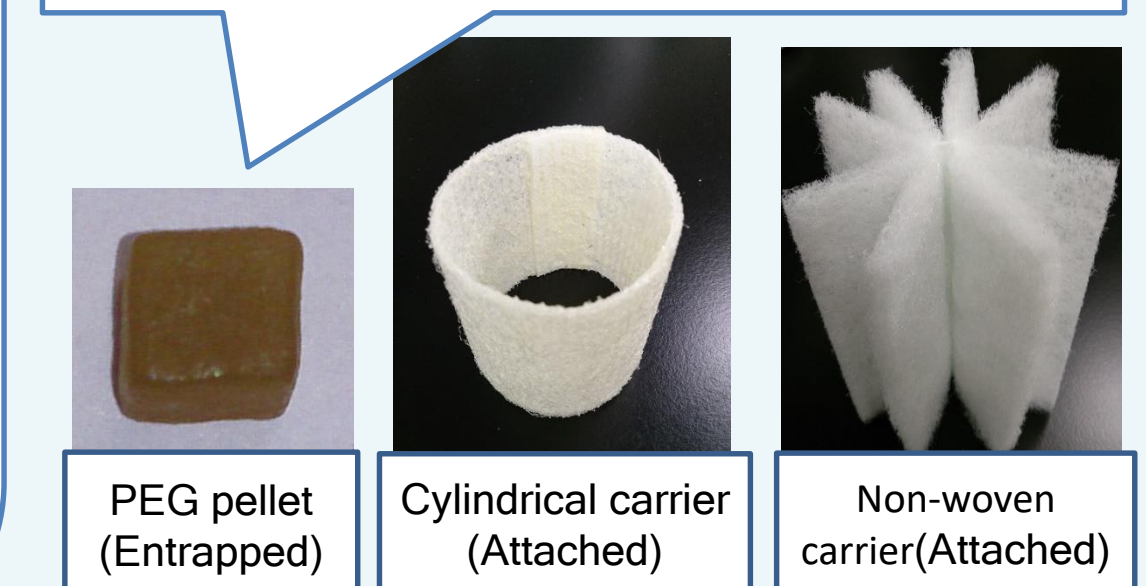 PEG pellet
(Entrapped)
Cylindrical carrier
(Attached)
Non-woven
carrier(Attached)